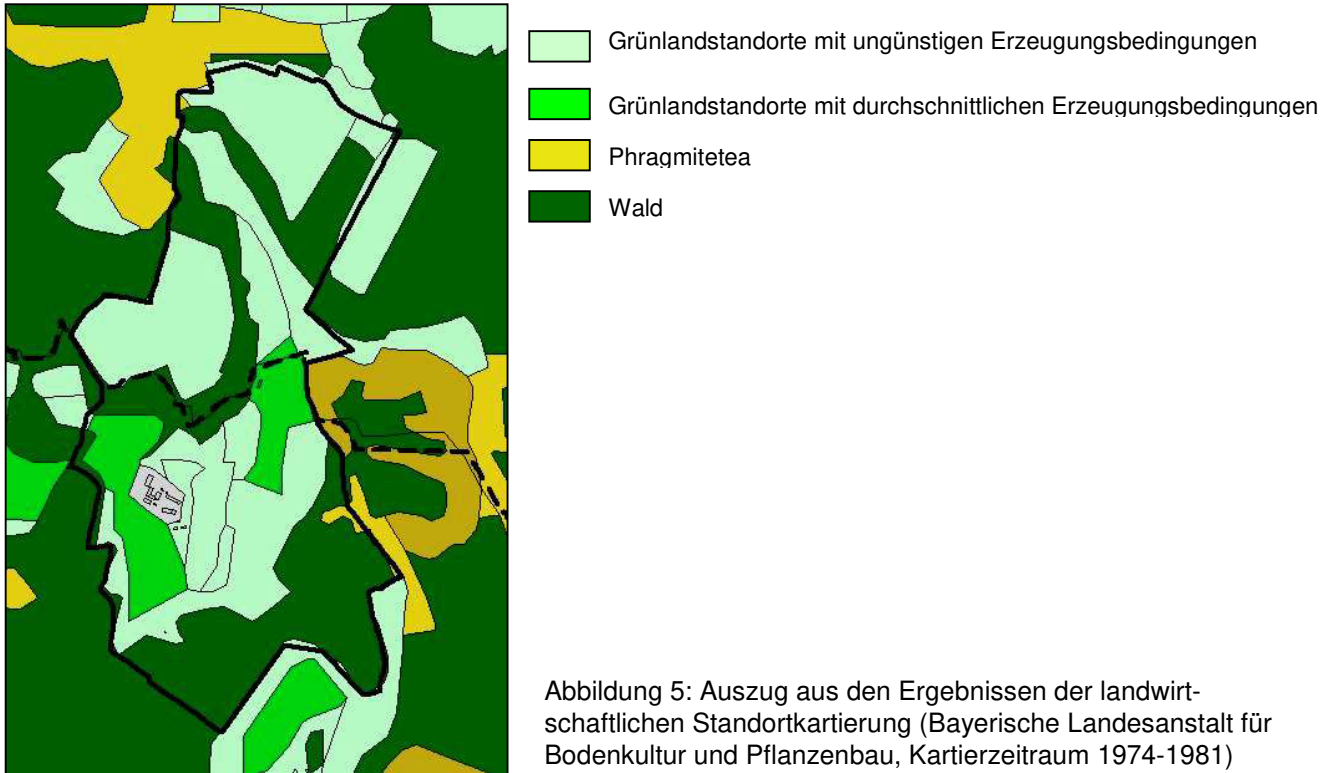 Grünlandstandorte mit ungünstigen Erzeugungsbedingungen
Grünlandstandorte mit durchschnittlichen Erzeugungsbedingungen
Phragmitetea
Wald
Abbildung 5: Auszug aus den Ergebnissen der landwirt-
schaftlichen Standortkartierung (Bayerische Landesanstalt für
Bodenkultur und Pflanzenbau, Kartierzeitraum 1974-1981)